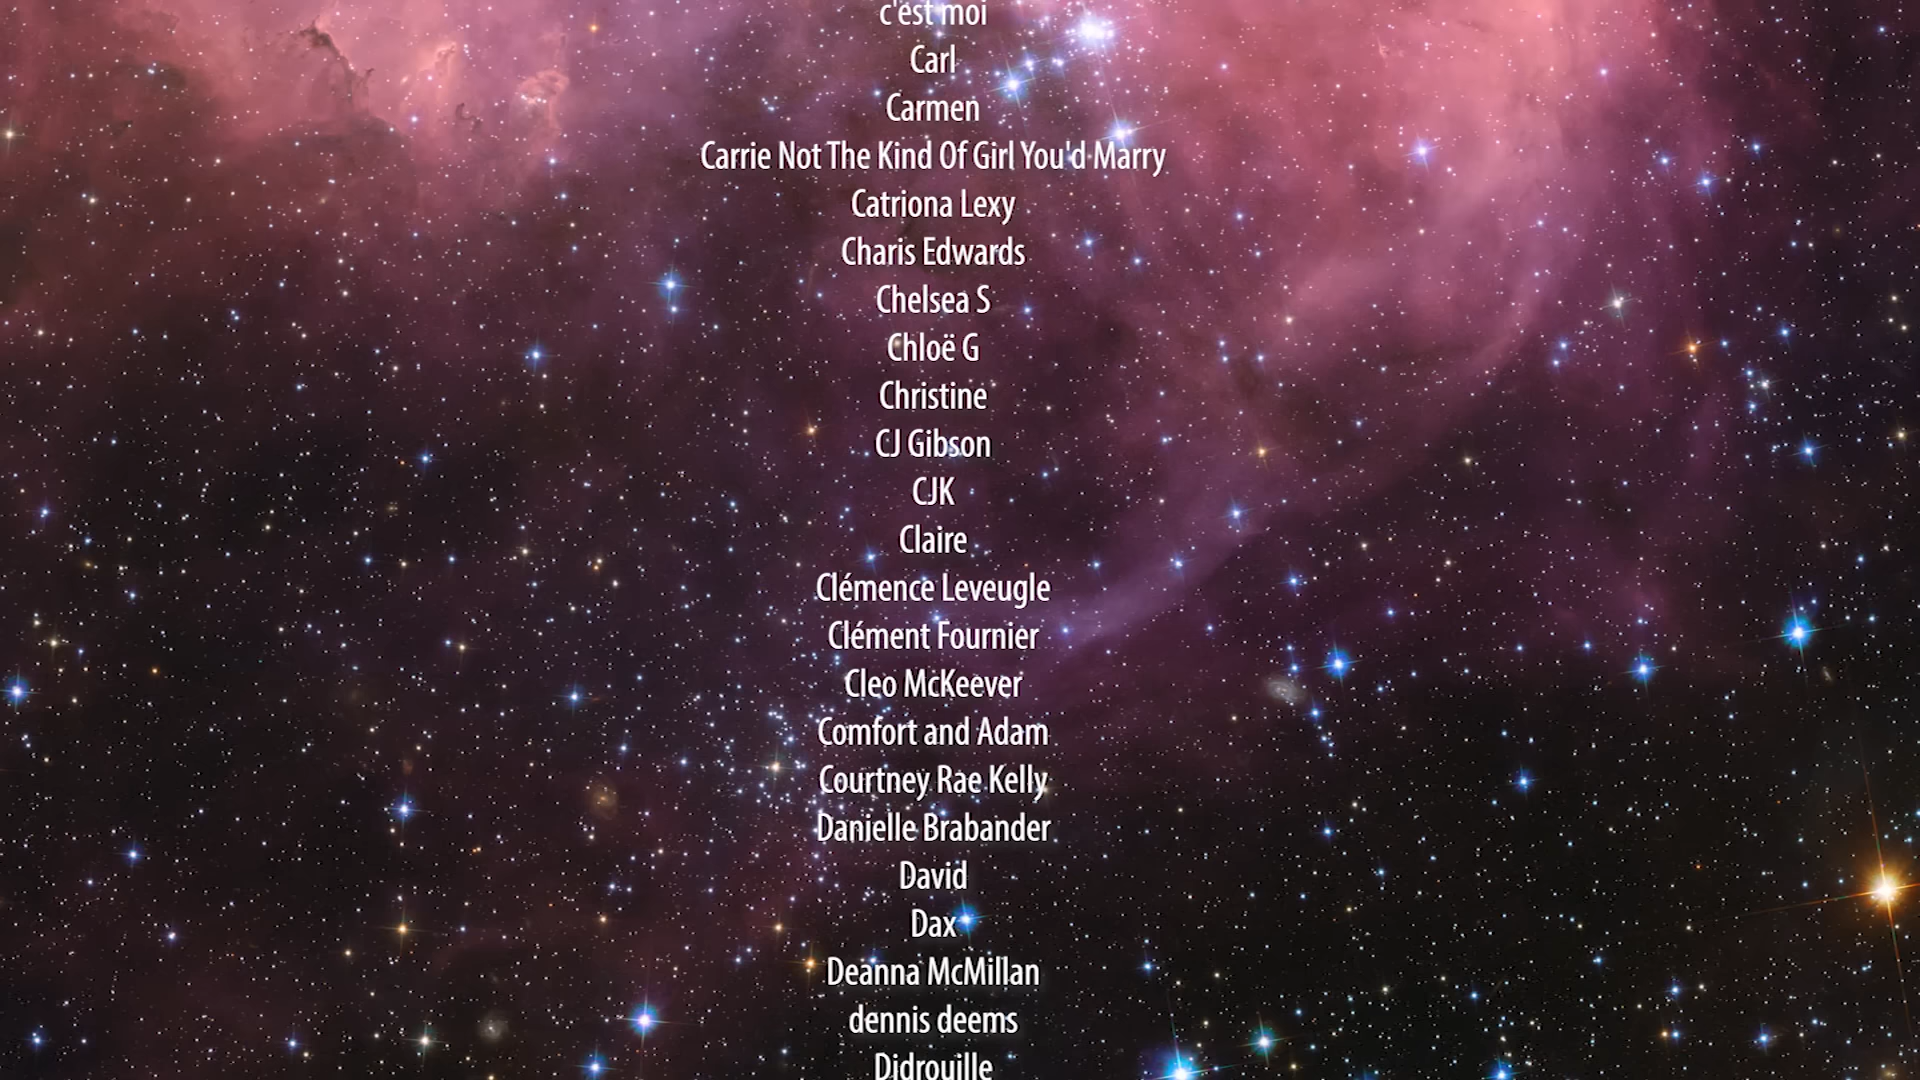 c'est moi
Carl
Carmen
Carrie Not The Kind Of Girl You'd Marry
Catriona Lexy
Charis Edwards
Chelsea S
Chloë G
Christine
CJ Gibson
CJK
Claire
Clémence Leveugle
Clément Fournier
Cleo McKeever
Comfort and Adam
Courtney Rae Kelly
Danielle Brabander
David
Dax
Deanna McMillan
dennis deems
Didrouille